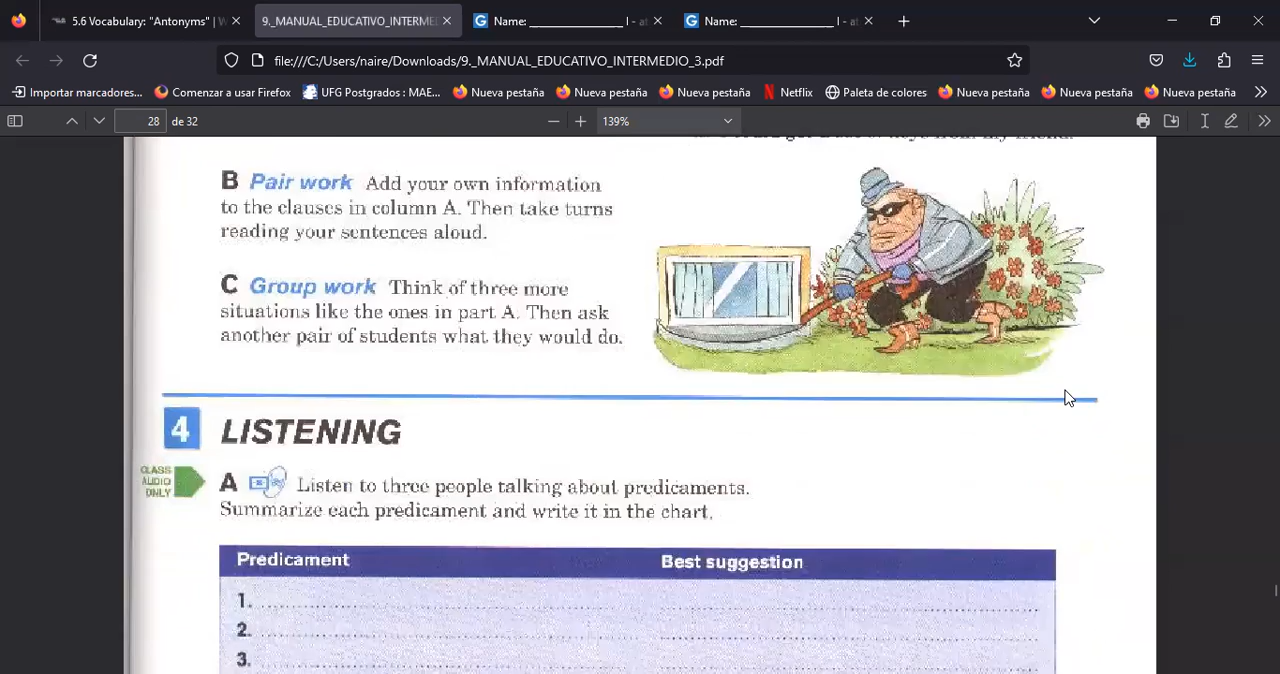 5.6 Vocabulary: "Antonyms" | W
9._MANUAL_EDUCATIVO_INTERMEDI
Name: ________________ I - at
Name: ________________ I - at
file:///C:/Users/naire/Downloads/9._MANUAL_EDUCATIVO_INTERMEDIO_3.pdf
Importar marcadores...
Comenzar a usar Firefox
UFG Postgrados : MAE...
Nueva pestaña
Nueva pestaña
Nueva pestaña
Netflix
Paleta de colores
Nueva pestaña
Nueva pestaña
Nueva pestaña
28 de 32
139%
B Pair work Add your own information
to the clauses in column A. Then take turns
reading your sentences aloud.
C Group work Think of three more
situations like the ones in part A. Then ask
another pair of students what they would do.
4 LISTENING
CLASS
AUDIO
ONLY
A Listen to three people talking about predicaments.
Summarize each predicament and write it in the chart.
Predicament Best suggestion
1.
2.
3.